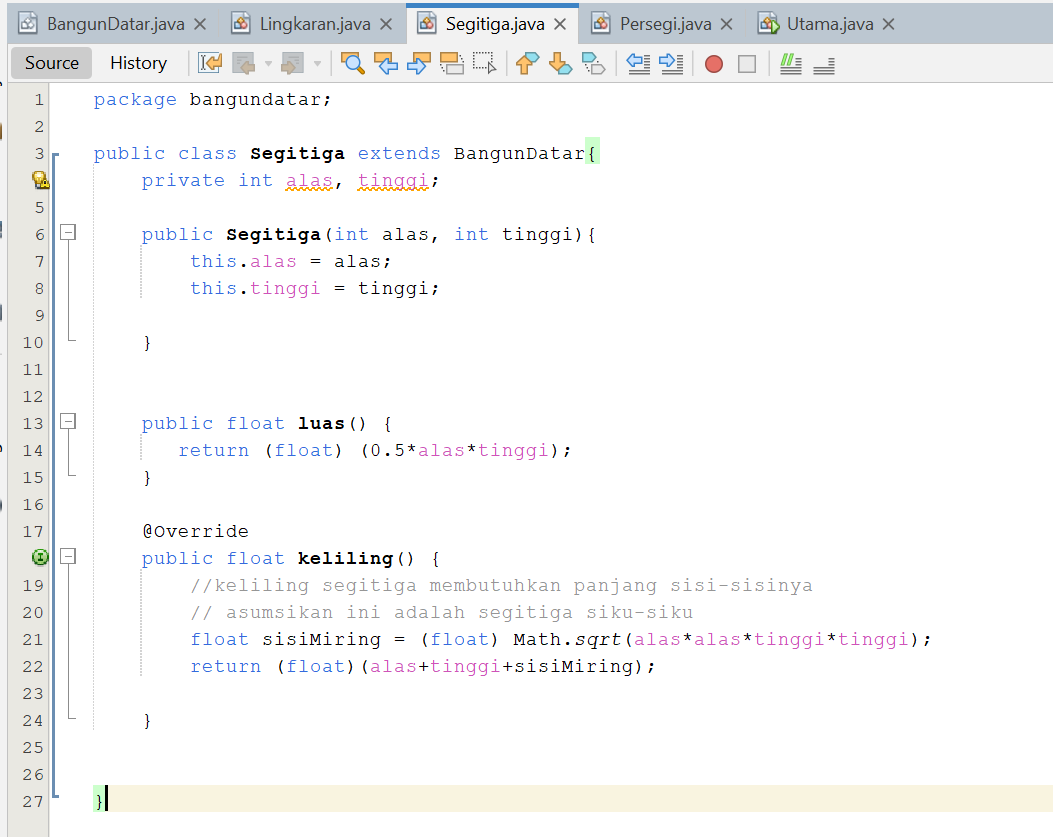 BangunDatar.java Lingkaran.java Segitiga.java Persegi.java Utama.java
Source History
1 package bangundatar;
2
3 public class Segitiga extends BangunDatar{
private int alas, tinggi;
5
6 public Segitiga(int alas, int tinggi){
7 this.alas = alas;
8 this.tinggi = tinggi;
9
10 }
11
12
13 public float luas() {
14 return (float) (0.5*alas*tinggi);
15 }
16
17 @Override
public float keliling() {
19 //keliling segitiga membutuhkan panjang sisi-sisinya
20 // asumsikan ini adalah segitiga siku-siku
21 float sisiMiring = (float) Math.sqrt(alas*alas*tinggi*tinggi);
22 return (float)(alas+tinggi+sisiMiring);
23
24 }
25
26
27 }